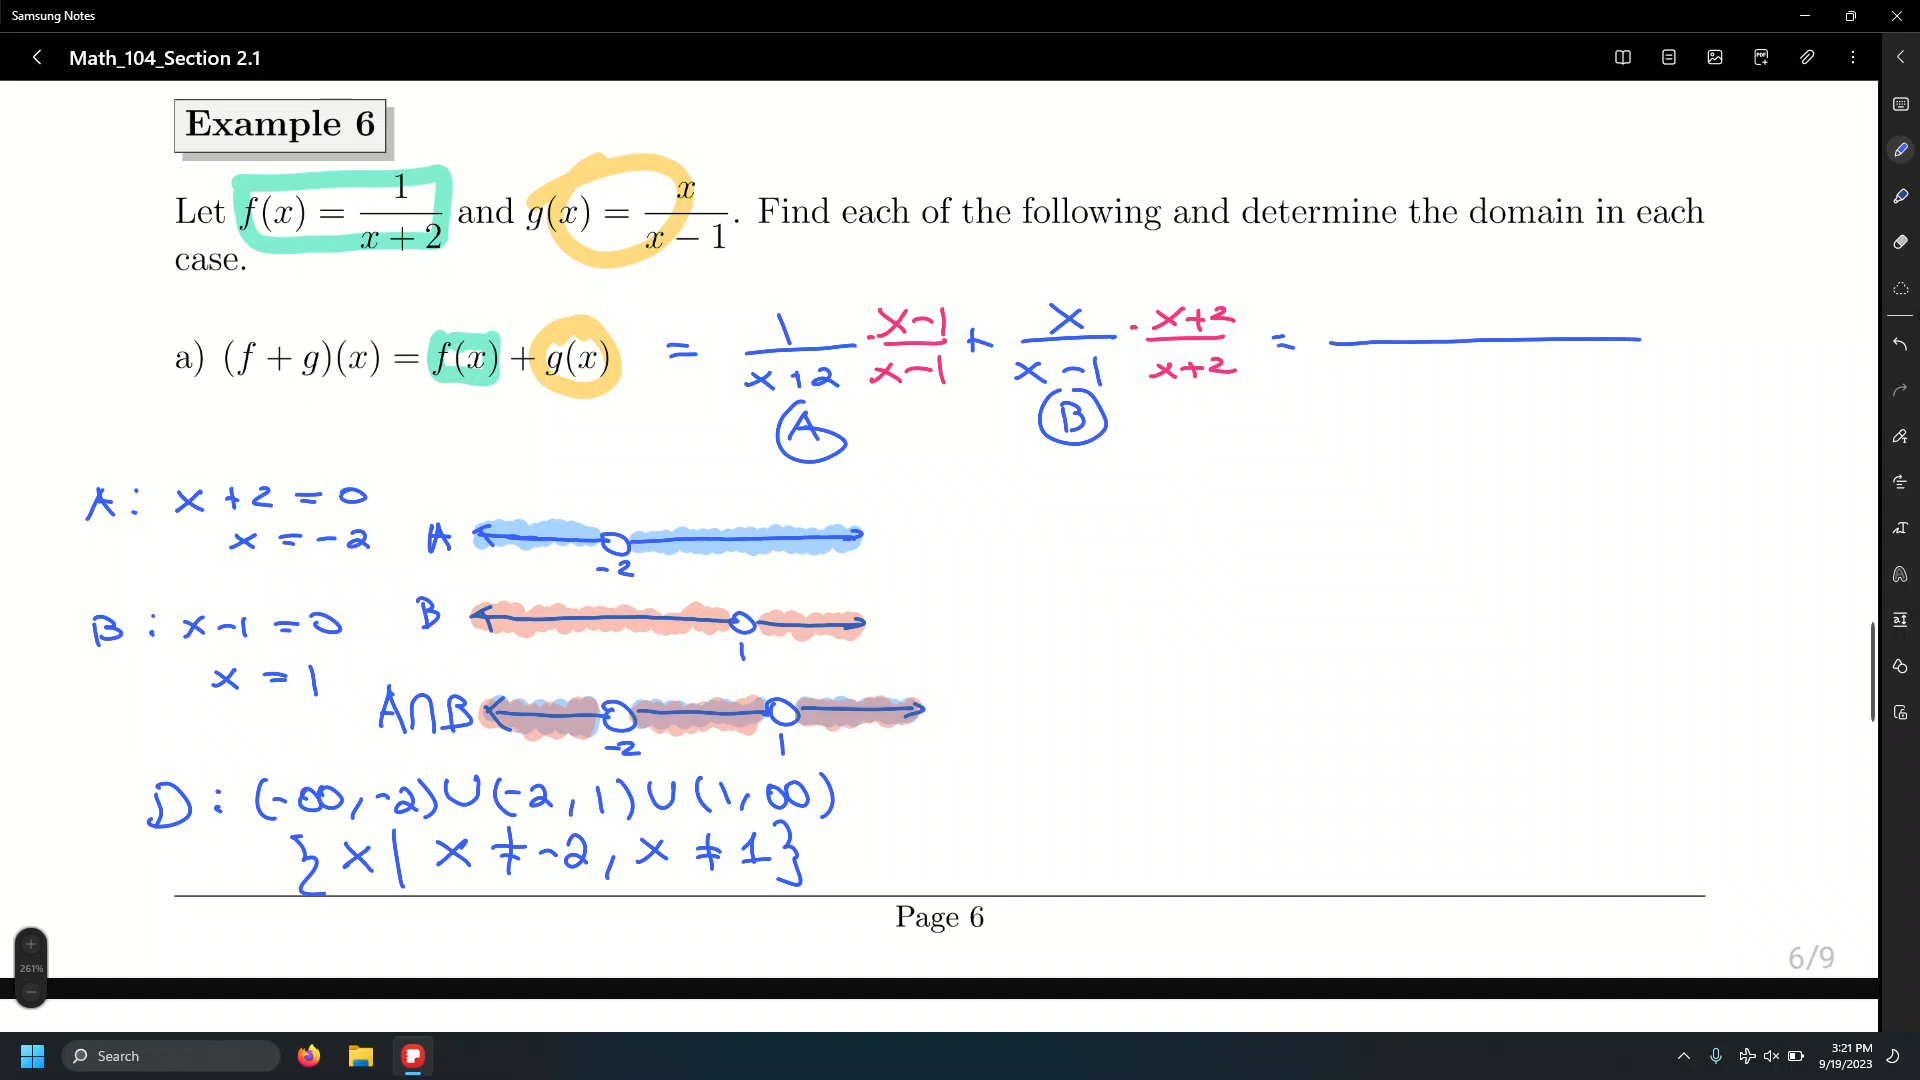 Samsung Notes
Math_104_Section 2.1
Example 6
Let f(x) = 1/(x + 2) and g(x) = x/(x − 1). Find each of the following and determine the domain in each
case.
a) (f + g)(x) = f(x) + g(x) = 1/(x+2) · (x−1)/(x−1) + x/(x−1) · (x+2)/(x+2) =
A
B
A: x+2 = 0
x = −2
A
−2
B: x−1 = 0
x = 1
B
1
A∩B
−2 1
D: (−∞, −2)∪(−2, 1)∪(1, ∞)
{x | x ≠ −2, x ≠ 1}
Page 6
6/9
261%
Search
3:21 PM
9/19/2023